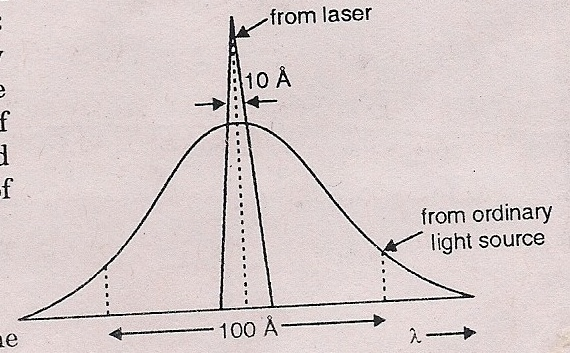 from laser
10 Å
from ordinary
light source
100 Å
λ